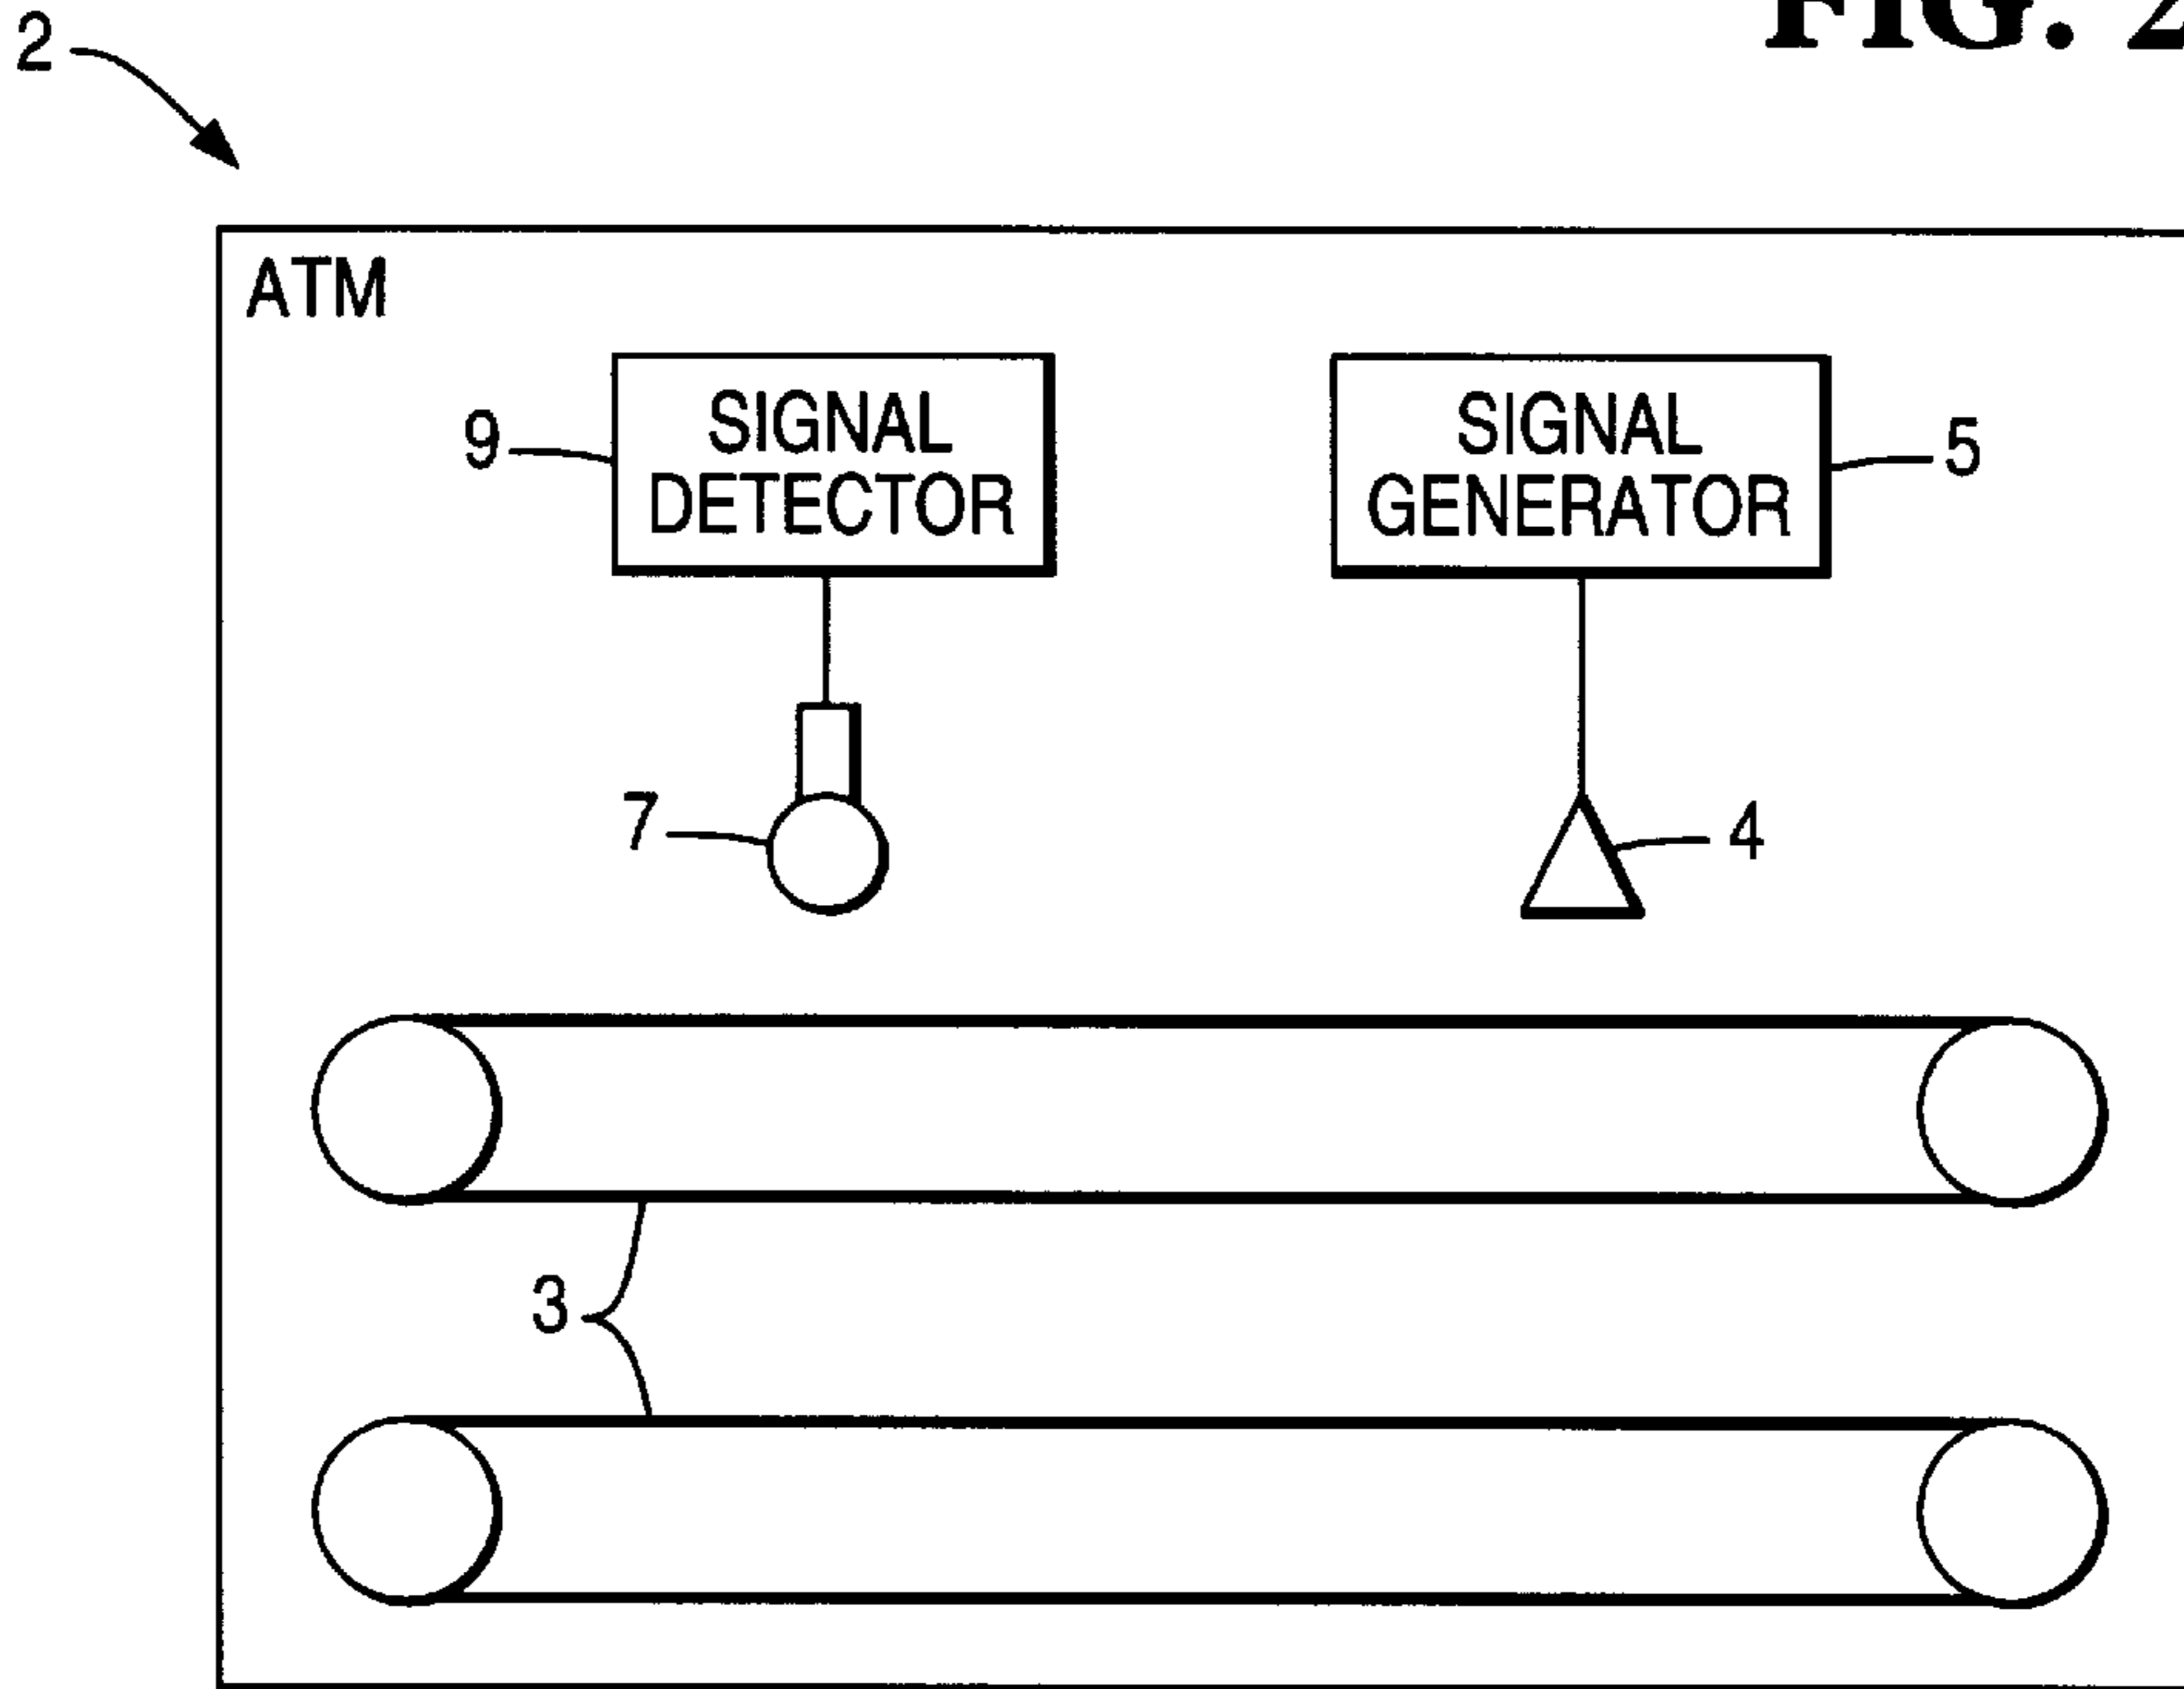 FIG. 2
2
ATM
SIGNAL
DETECTOR
9
SIGNAL
GENERATOR
5
7
4
3